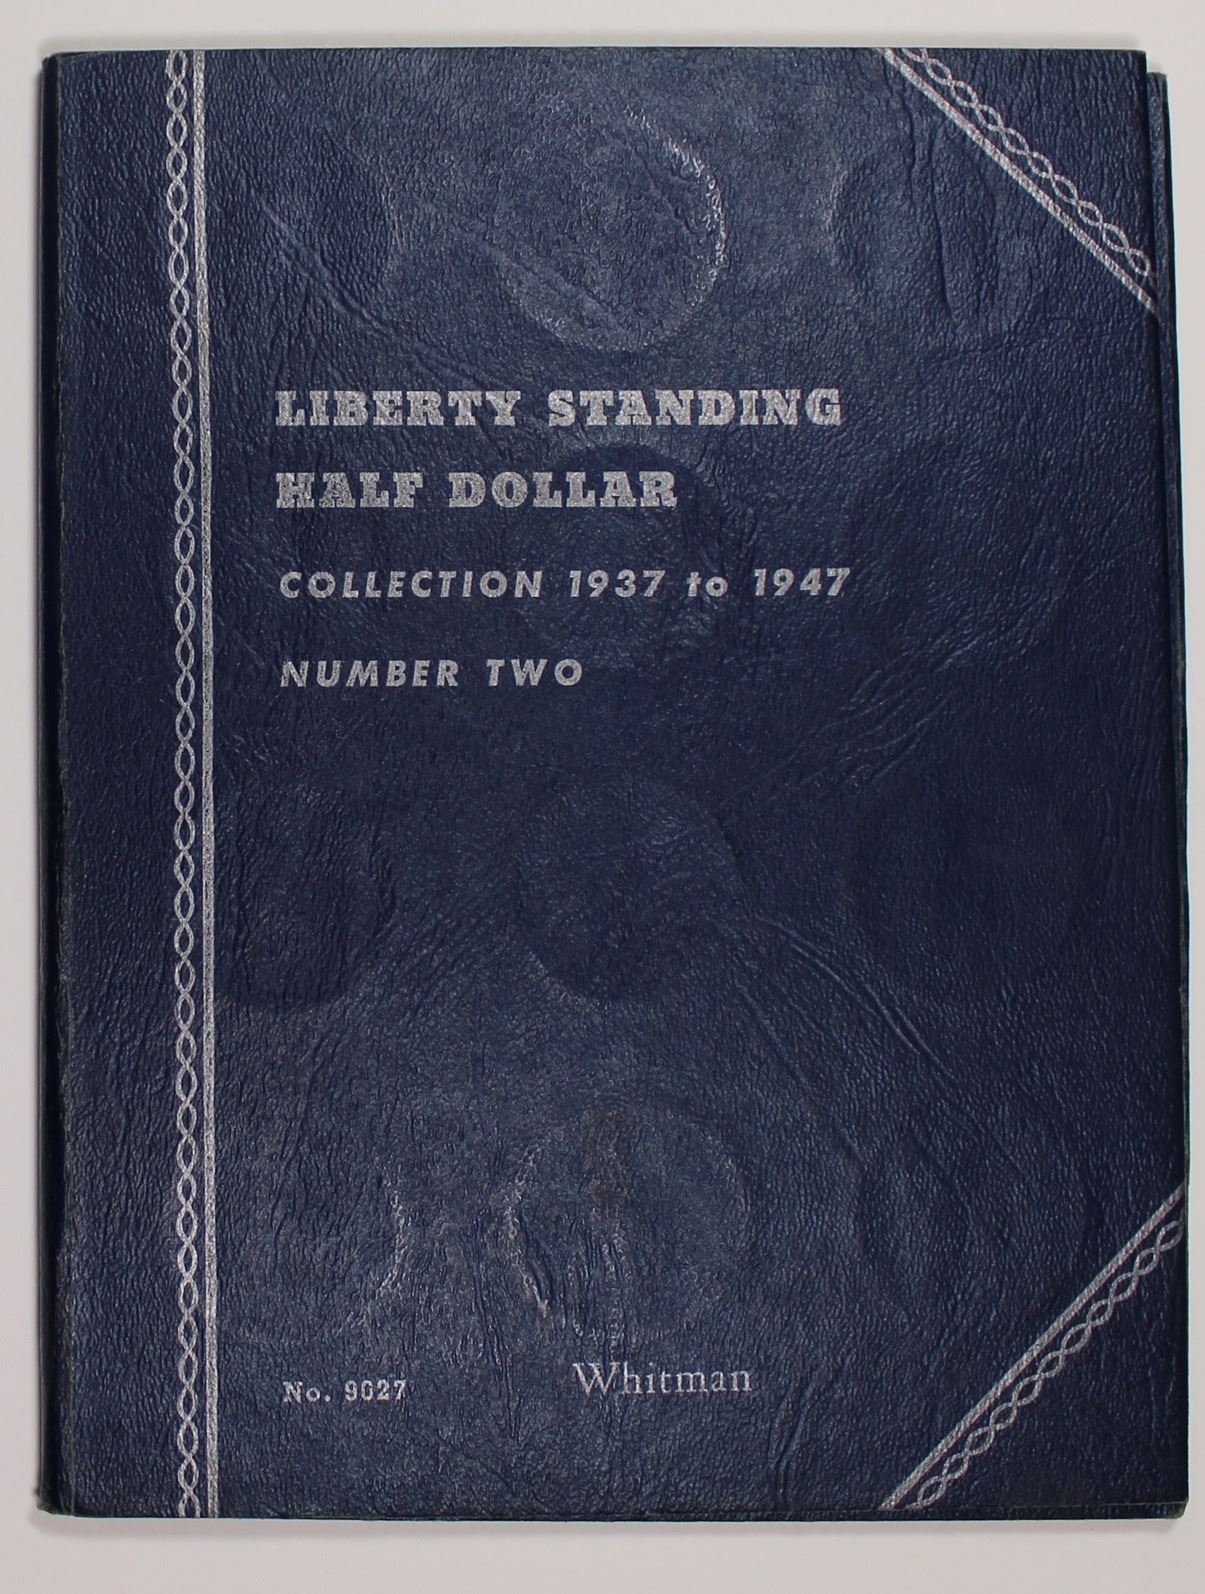 LIBERTY STANDING
HALF DOLLAR
COLLECTION 1937 to 1947
NUMBER TWO
No. 9027
Whitman